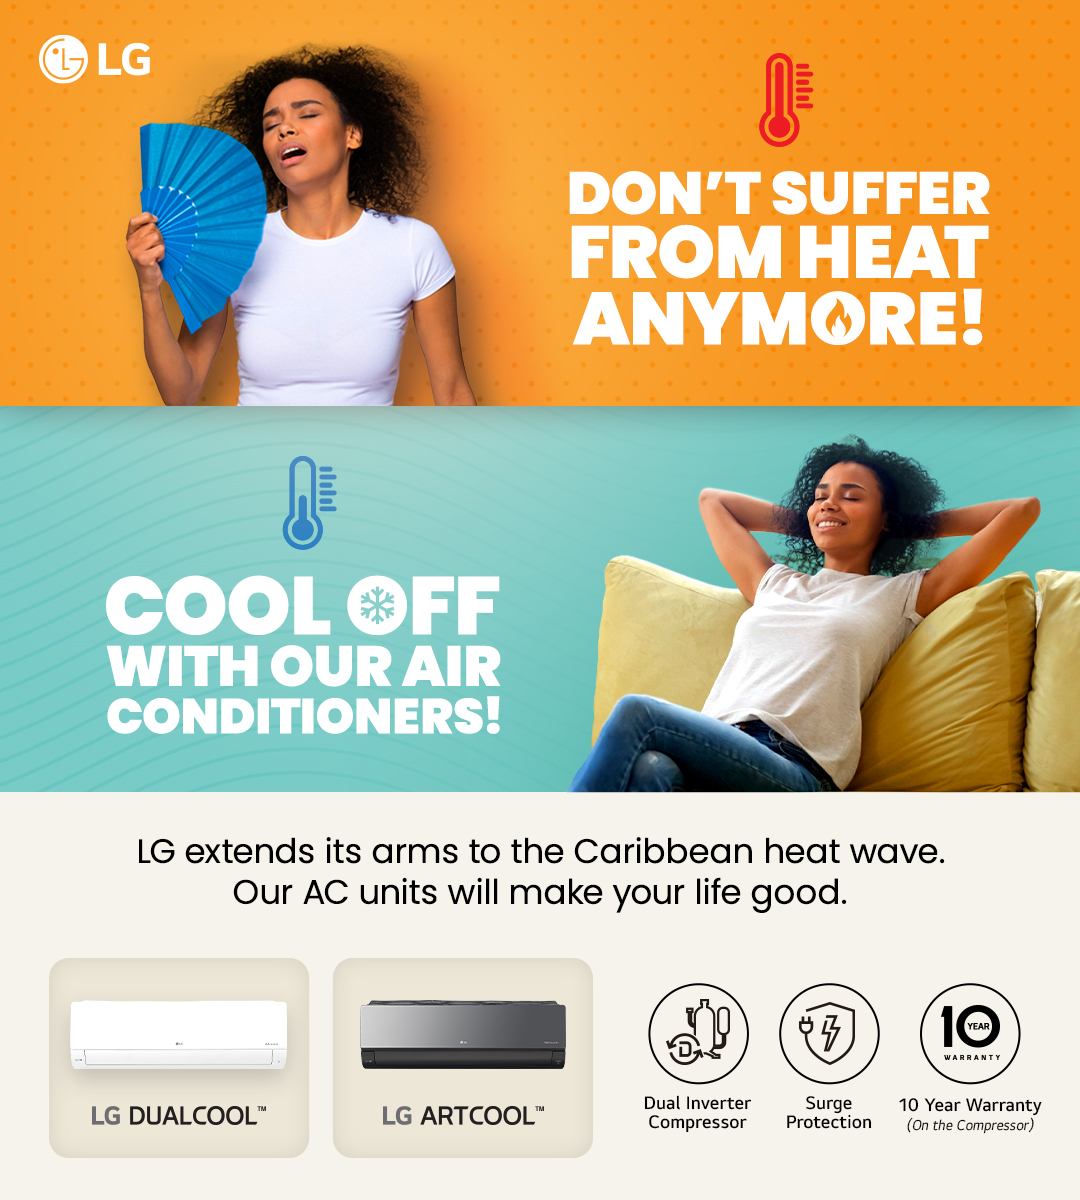 LG
DON'T SUFFER
FROM HEAT
ANYMORE!
COOL OFF
WITH OUR AIR
CONDITIONERS!
LG extends its arms to the Caribbean heat wave.
Our AC units will make your life good.
LG
LG DUALCOOL™
LG
LG ARTCOOL™
D
Dual Inverter
Compressor
Surge
Protection
10 YEAR
WARRANTY
10 Year Warranty
(On the Compressor)